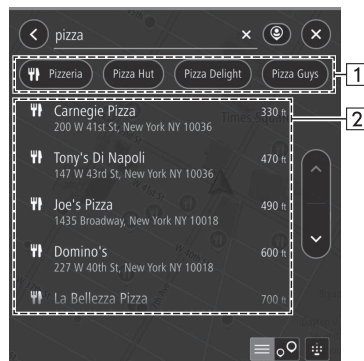 pizza
Pizzeria Pizza Hut Pizza Delight Pizza Guys
1
Carnegie Pizza 330 ft
200 W 41st St, New York NY 10036
2
Tony's Di Napoli 470 ft
147 W 43rd St, New York NY 10036
Joe's Pizza 490 ft
1435 Broadway, New York NY 10018
Domino's 600 ft
227 W 40th St, New York NY 10018
La Bellezza Pizza 700 ft